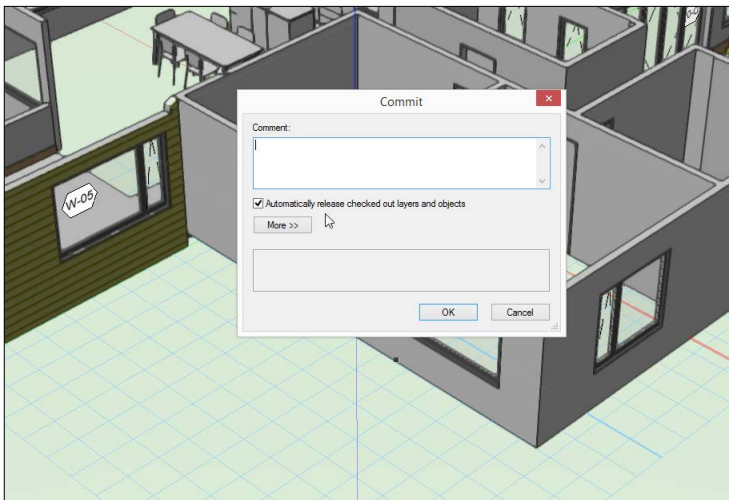 W-05
Commit
Comment:
Automatically release checked out layers and objects
More >>
OK
Cancel